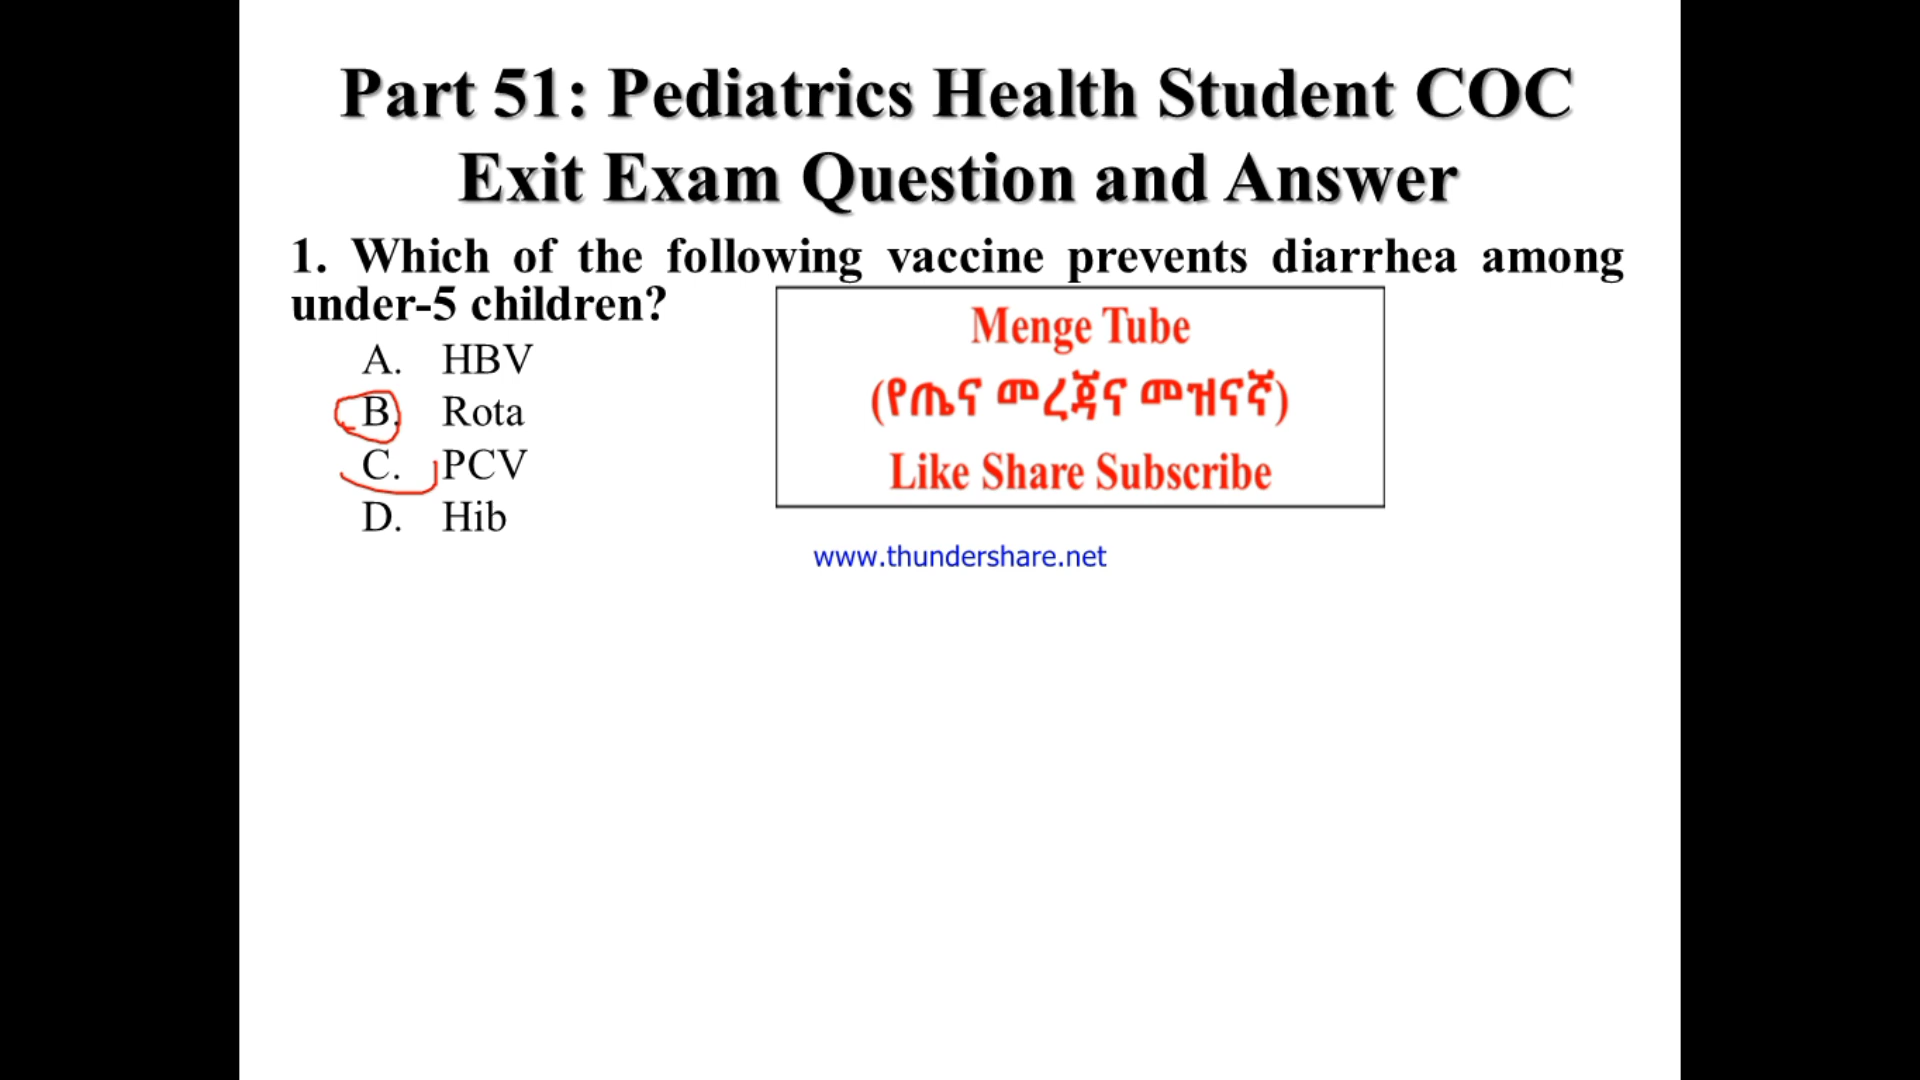 Part 51: Pediatrics Health Student COC
Exit Exam Question and Answer
1. Which of the following vaccine prevents diarrhea among
under-5 children?
A. HBV
B. Rota
C. PCV
D. Hib
Menge Tube
(የጤና መረጃና መዝናኛ)
Like Share Subscribe
www.thundershare.net